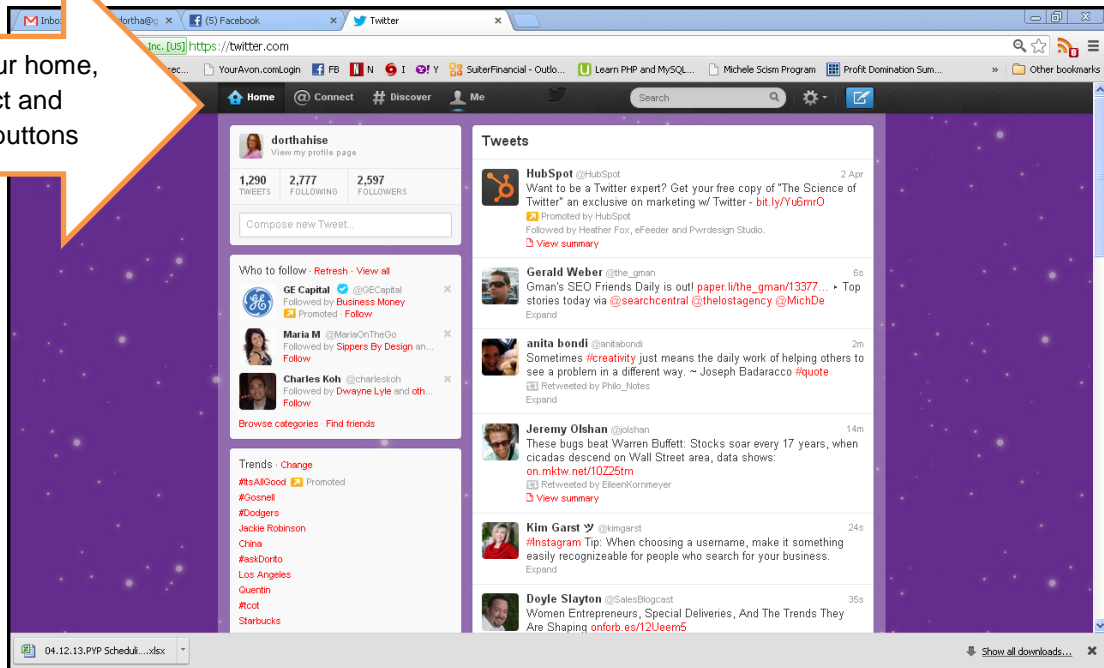 Inbo
dortha@g
(5) Facebook
Twitter
Inc. [US] https://twitter.com
rec...
YourAvon.comLogin
FB
N
I
Y
SuiterFinancial - Outlo...
Learn PHP and MySQL...
Michele Scism Program
Profit Domination Sum...
»
Other bookmarks
ur home,
ct and
buttons
Home
@ Connect
# Discover
Me
Search
dorthahise
View my profile page
1,290
TWEETS
2,777
FOLLOWING
2,597
FOLLOWERS
Compose new Tweet...
Who to follow · Refresh · View all
GE Capital @GECapital
Followed by Business Money
Promoted · Follow
Maria M @MariaOnTheGo
Followed by Sippers By Design an...
Follow
Charles Koh @charleskoh
Followed by Dwayne Lyle and oth...
Follow
Browse categories · Find friends
Trends · Change
#ItsAllGood Promoted
#Gosnell
#Dodgers
Jackie Robinson
China
#askDorito
Los Angeles
Quentin
#tcot
Starbucks
Tweets
HubSpot @HubSpot 2 Apr
Want to be a Twitter expert? Get your free copy of "The Science of
Twitter" an exclusive on marketing w/ Twitter - bit.ly/Yu6mrO
Promoted by HubSpot
Followed by Heather Fox, eFeeder and Pwrdesign Studio.
View summary
Gerald Weber @the_gman 6s
Gman's SEO Friends Daily is out! paper.li/the_gman/13377... ▸ Top
stories today via @searchcentral @thelostagency @MichDe
Expand
anita bondi @anitabondi 2m
Sometimes #creativity just means the daily work of helping others to
see a problem in a different way. ~ Joseph Badaracco #quote
Retweeted by Philo_Notes
Expand
Jeremy Olshan @jolshan 14m
These bugs beat Warren Buffett: Stocks soar every 17 years, when
cicadas descend on Wall Street area, data shows:
on.mktw.net/10Z25tm
Retweeted by EileenKornmeyer
View summary
Kim Garst ツ @kimgarst 24s
#Instagram Tip: When choosing a username, make it something
easily recognizeable for people who search for your business.
Expand
Doyle Slayton @SalesBlogcast 35s
Women Entrepreneurs, Special Deliveries, And The Trends They
Are Shaping onforb.es/12Ueem5
04.12.13.PYP Scheduli....xlsx
Show all downloads...